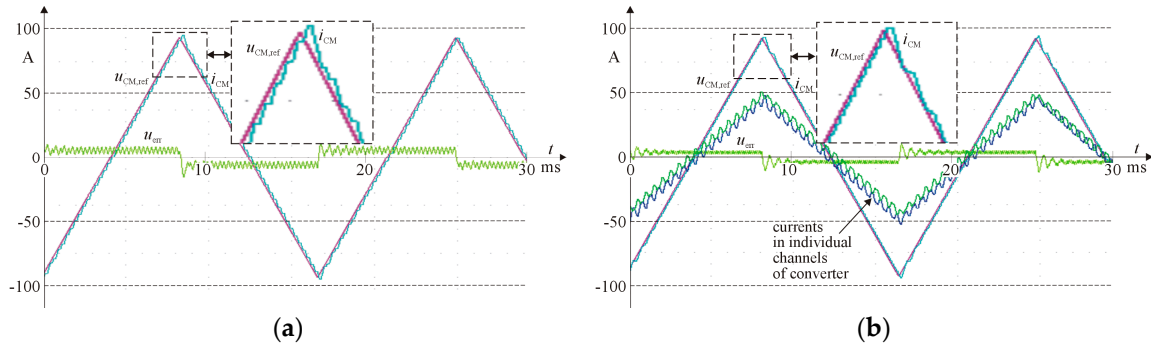 100
A
50
0
-50
-100
u_CM,ref
i_CM
u_CM,ref
i_CM
u_err
0
10
20
30
t
ms
(a)
100
A
50
0
-50
-100
u_CM,ref
i_CM
u_CM,ref
i_CM
u_err
0
10
20
30
t
ms
currents
in individual
channels
of converter
(b)